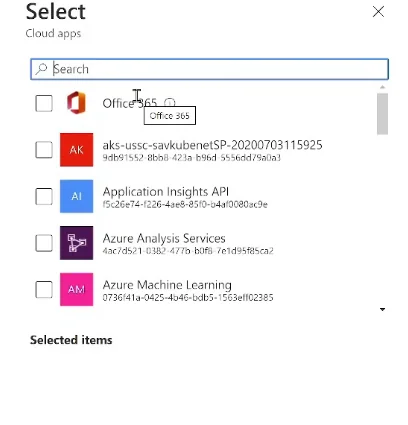 Select
Cloud apps
Search
Office 365
Office 365
AK
aks-ussc-savkubenetSP-20200703115925
9db91552-8bb8-423a-b96d-5556dd79a0a3
AI
Application Insights API
f5c26e74-f226-4ae8-85f0-b4af0080ac9e
Azure Analysis Services
4ac7d521-0382-477b-b0f8-7e1d95f85ca2
AM
Azure Machine Learning
0736f41a-0425-4b46-bdb5-1563eff02385
Selected items